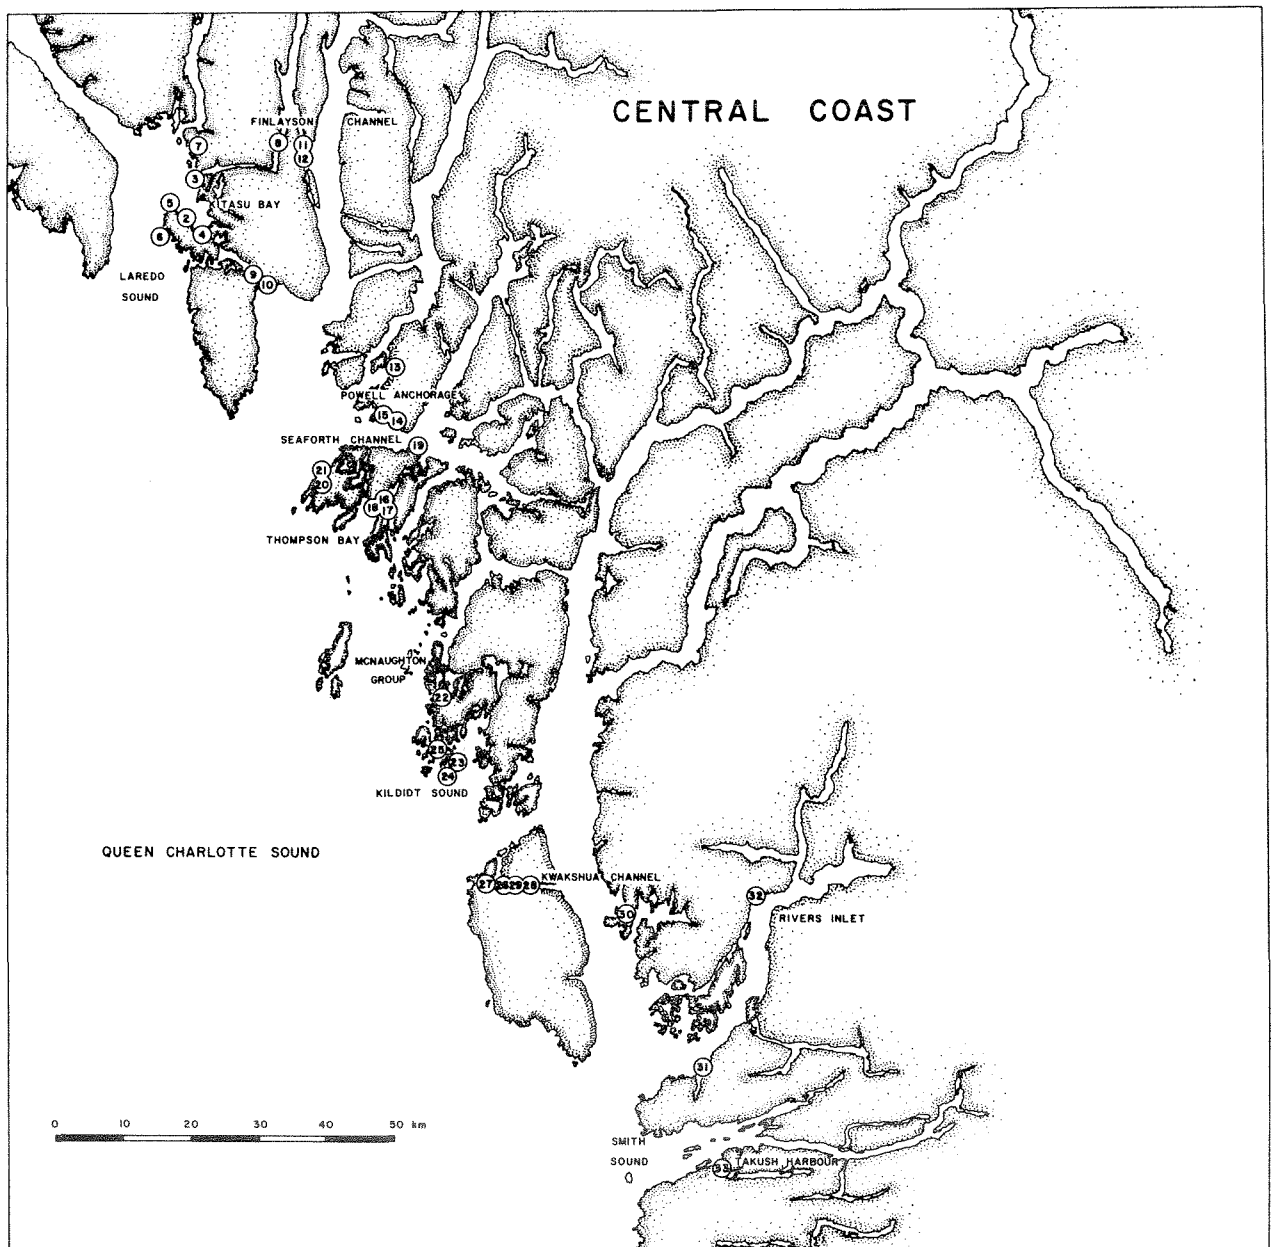 CENTRAL COAST
FINLAYSON CHANNEL
8
11
7
12
3
5
KITASU BAY
2
6
4
9
LAREDO
10
SOUND
13
POWELL ANCHORAGE
15
14
SEAFORTH CHANNEL
19
21
20
16
18
17
THOMPSON BAY
MCNAUGHTON
GROUP
22
25
23
24
KILDIDT SOUND
QUEEN CHARLOTTE SOUND
KWAKSHUA CHANNEL
27
29
28
32
30
RIVERS INLET
31
0 10 20 30 40 50 km
SMITH
SOUND
TAKUSH HARBOUR
33